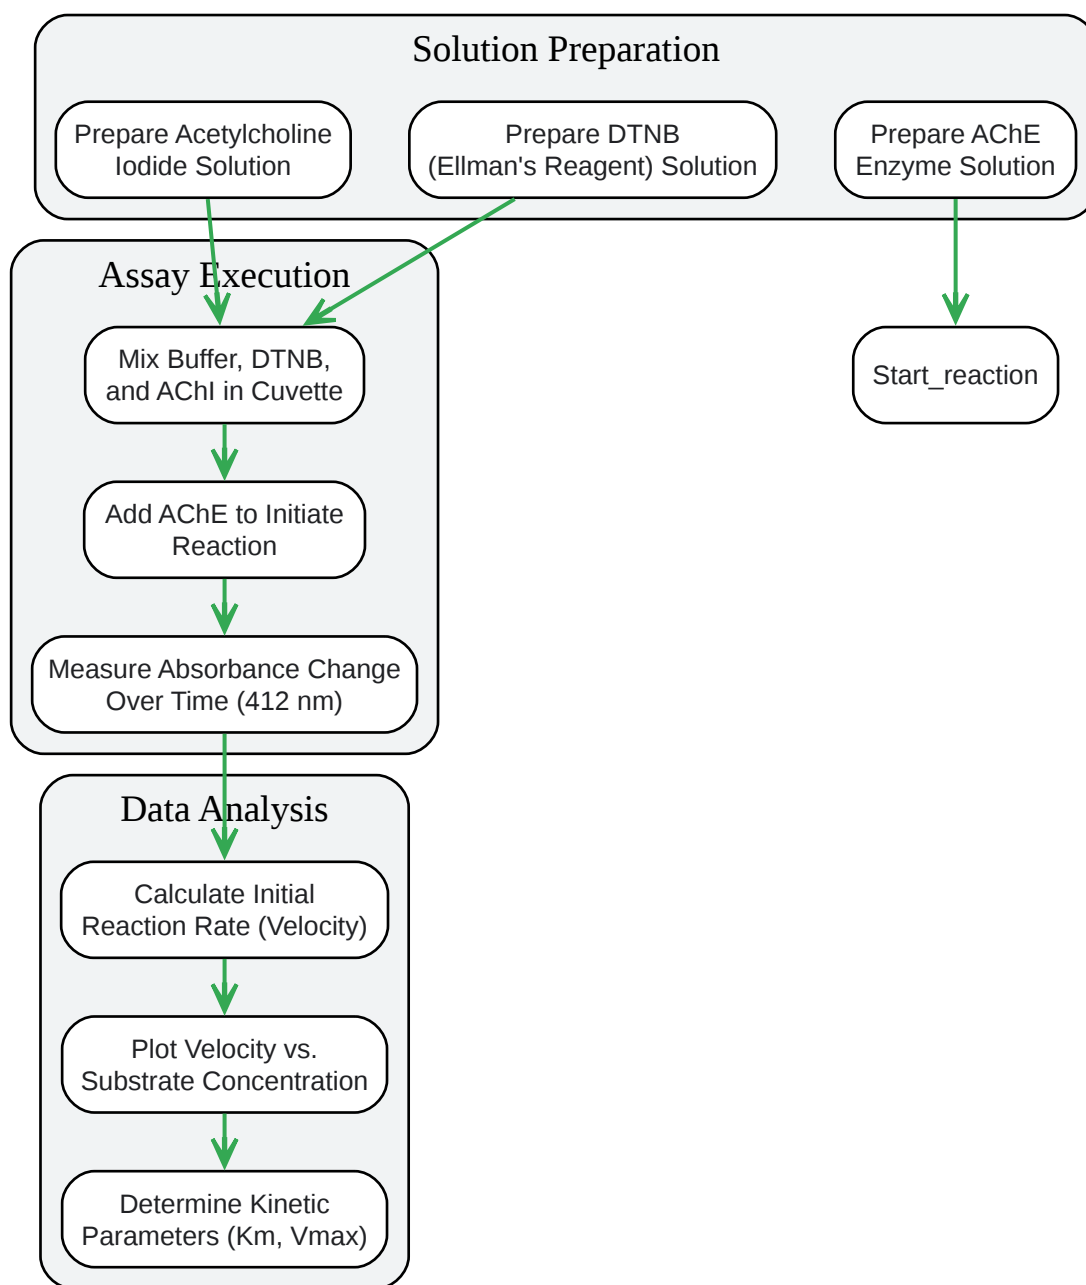 Solution Preparation
Prepare Acetylcholine
Iodide Solution
Prepare DTNB
(Ellman's Reagent) Solution
Prepare AChE
Enzyme Solution
Assay Execution
Mix Buffer, DTNB,
and AChI in Cuvette
Start_reaction
Add AChE to Initiate
Reaction
Measure Absorbance Change
Over Time (412 nm)
Data Analysis
Calculate Initial
Reaction Rate (Velocity)
Plot Velocity vs.
Substrate Concentration
Determine Kinetic
Parameters (Km, Vmax)